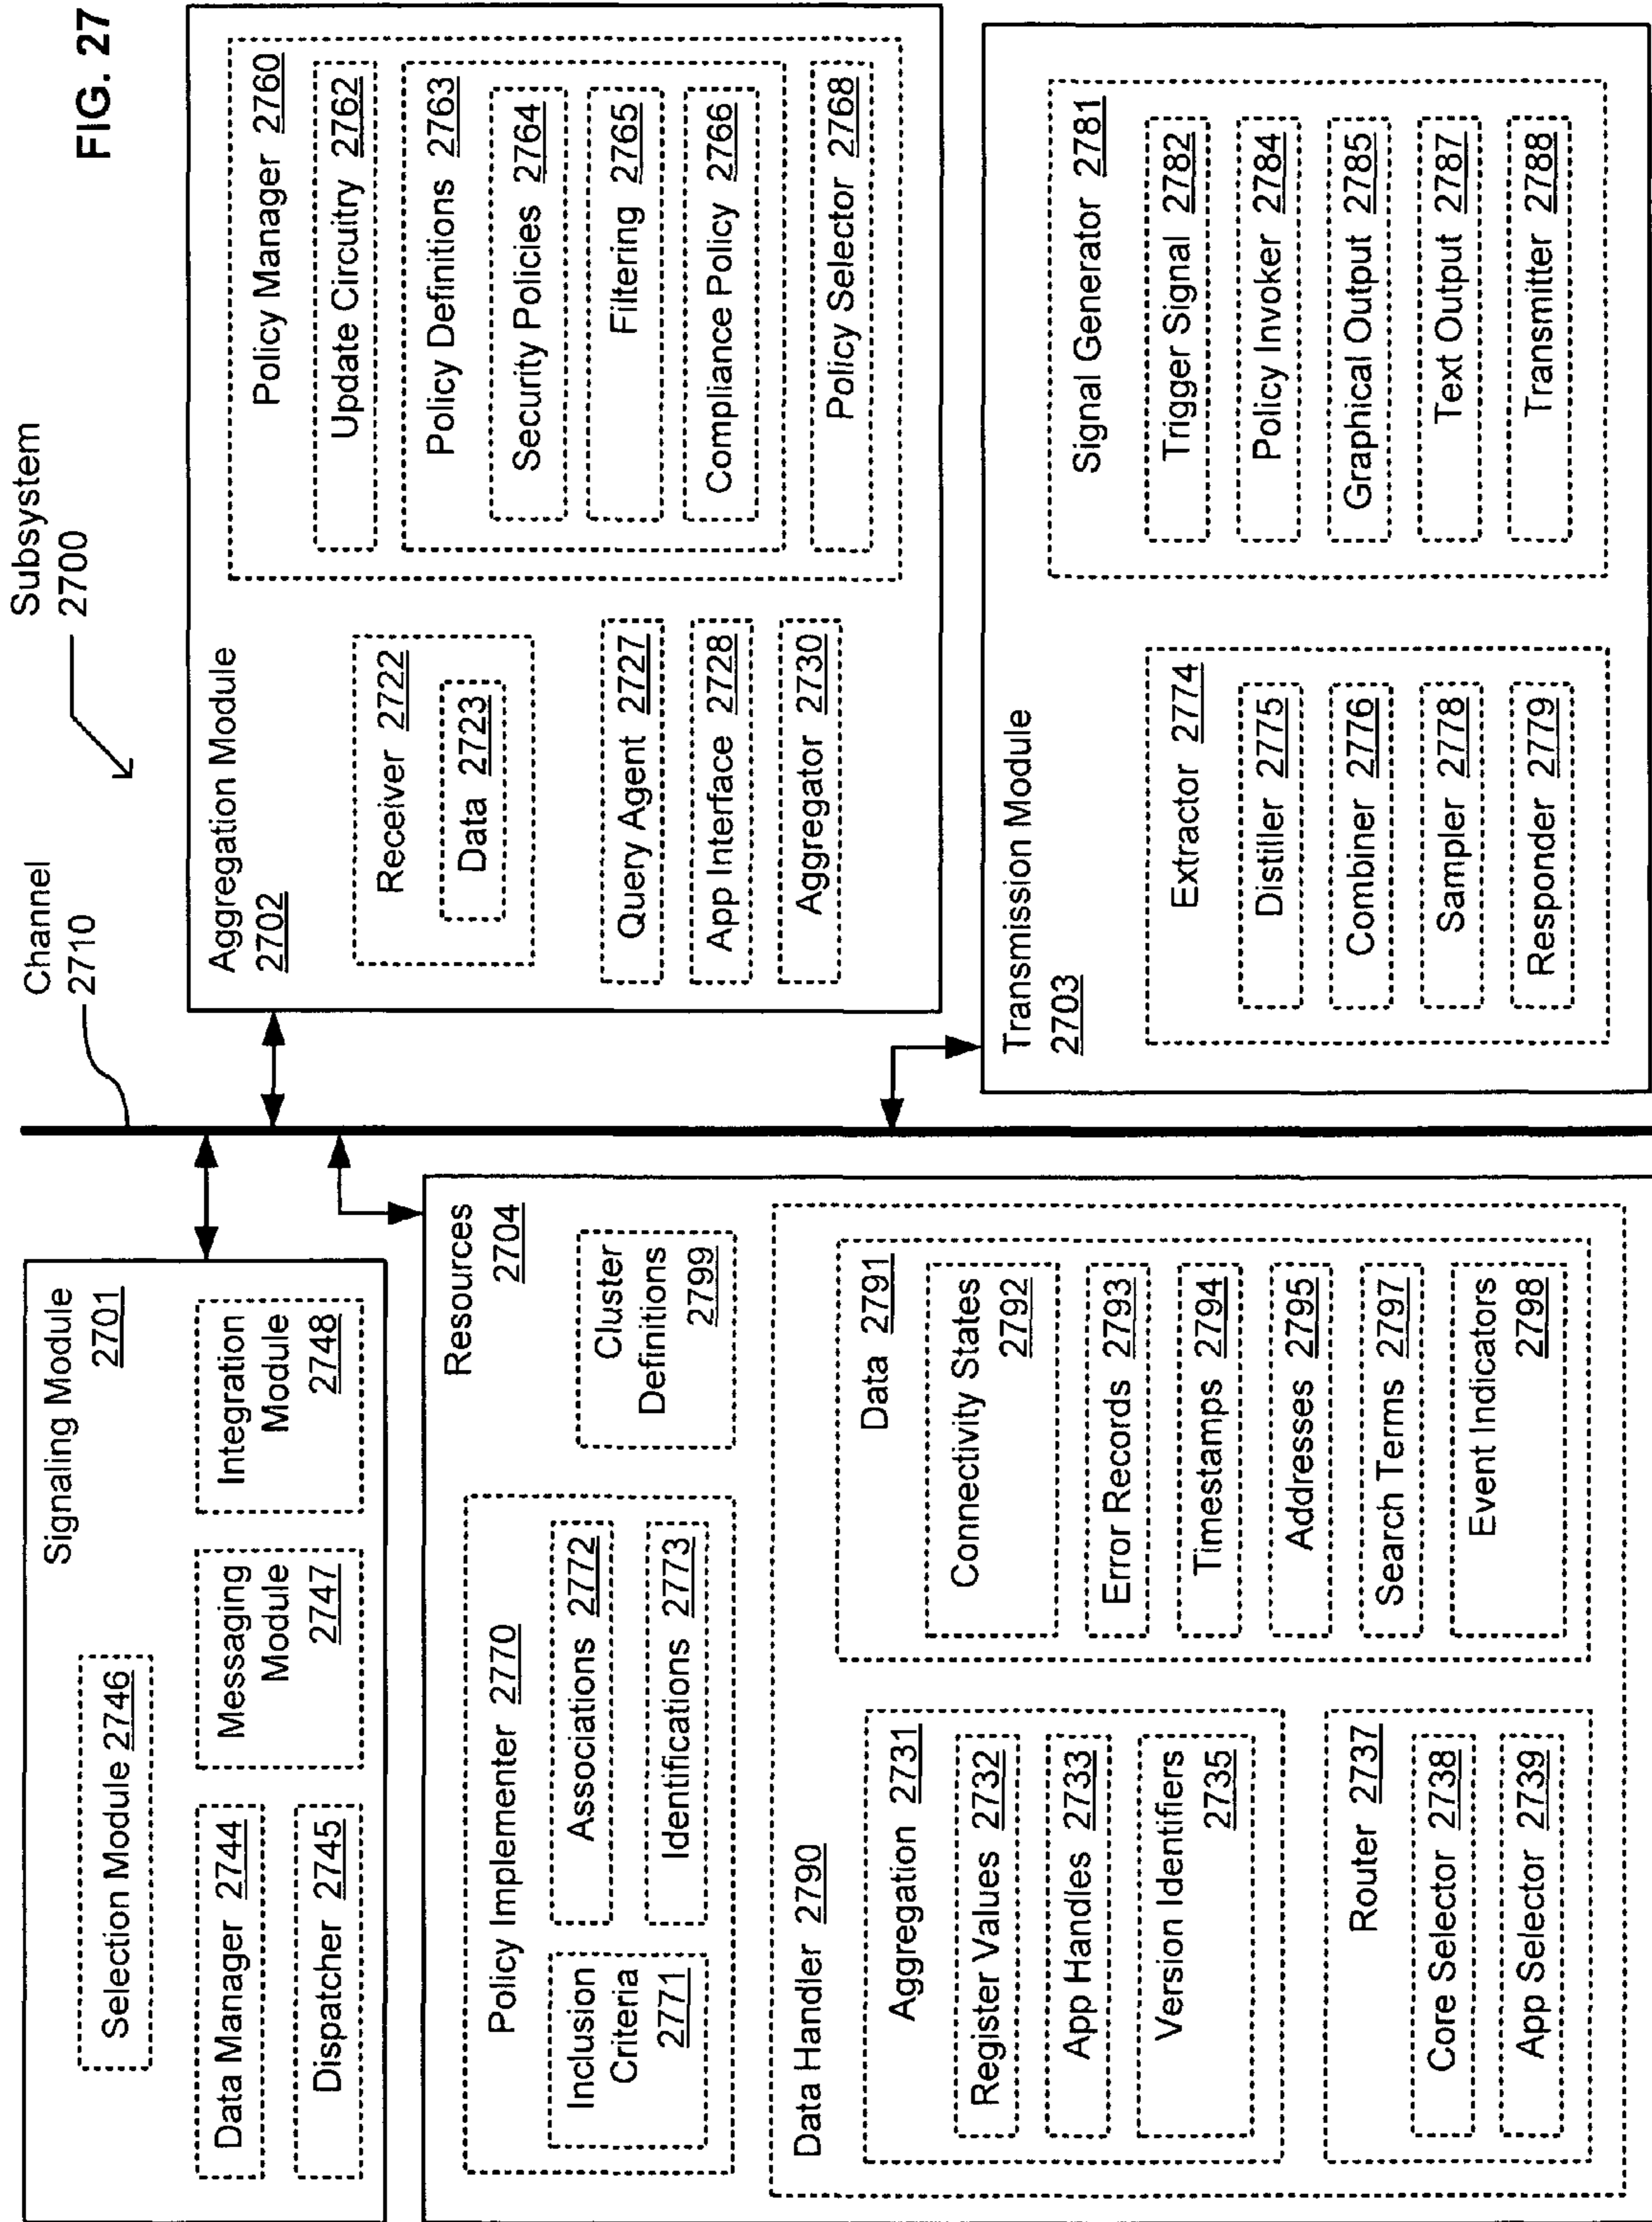 FIG. 27
Subsystem
2700
Channel
2710
Signaling Module
2701
Selection Module 2746
Data Manager 2744
Dispatcher 2745
Messaging
Module
2747
Integration
Module
2748
Aggregation Module
2702
Receiver 2722
Data 2723
Query Agent 2727
App Interface 2728
Aggregator 2730
Policy Manager 2760
Update Circuitry 2762
Policy Definitions 2763
Security Policies 2764
Filtering 2765
Compliance Policy 2766
Policy Selector 2768
Resources
2704
Policy Implementer 2770
Inclusion
Criteria
2771
Associations 2772
Identifications 2773
Cluster
Definitions
2799
Data Handler 2790
Aggregation 2731
Register Values 2732
App Handles 2733
Version Identifiers
2735
Router 2737
Core Selector 2738
App Selector 2739
Data 2791
Connectivity States
2792
Error Records 2793
Timestamps 2794
Addresses 2795
Search Terms 2797
Event Indicators
2798
Transmission Module
2703
Extractor 2774
Distiller 2775
Combiner 2776
Sampler 2778
Responder 2779
Signal Generator 2781
Trigger Signal 2782
Policy Invoker 2784
Graphical Output 2785
Text Output 2787
Transmitter 2788